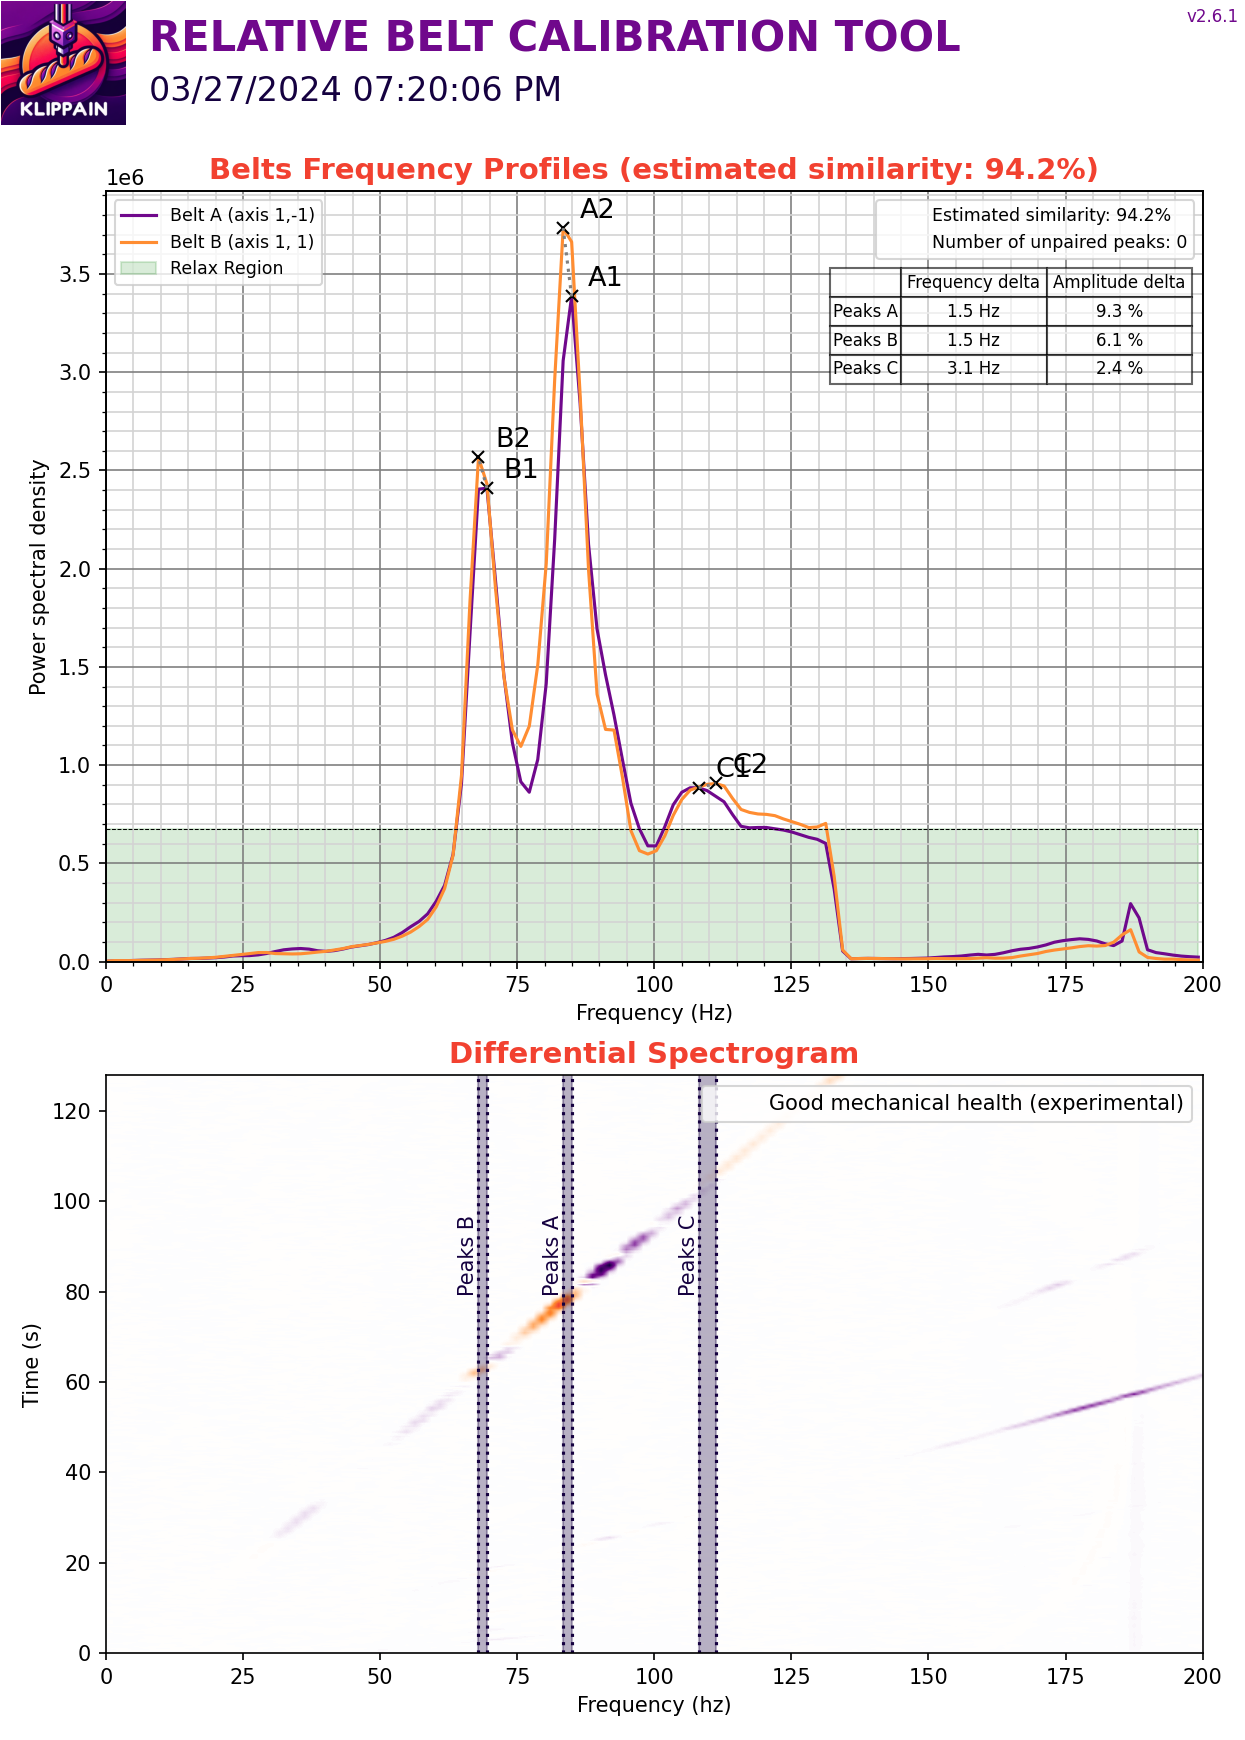 KLIPPAIN
RELATIVE BELT CALIBRATION TOOL
v2.6.1
03/27/2024 07:20:06 PM
Belts Frequency Profiles (estimated similarity: 94.2%)
1e6
Belt A (axis 1,-1)
Belt B (axis 1, 1)
Relax Region
Estimated similarity: 94.2%
Number of unpaired peaks: 0
Frequency delta Amplitude delta
Peaks A 1.5 Hz 9.3 %
Peaks B 1.5 Hz 6.1 %
Peaks C 3.1 Hz 2.4 %
A2
A1
B2
B1
C1
C2
Power spectral density
3.5
3.0
2.5
2.0
1.5
1.0
0.5
0.0
0 25 50 75 100 125 150 175 200
Frequency (Hz)
Differential Spectrogram
Good mechanical health (experimental)
Peaks B
Peaks A
Peaks C
Time (s)
120
100
80
60
40
20
0
0 25 50 75 100 125 150 175 200
Frequency (hz)